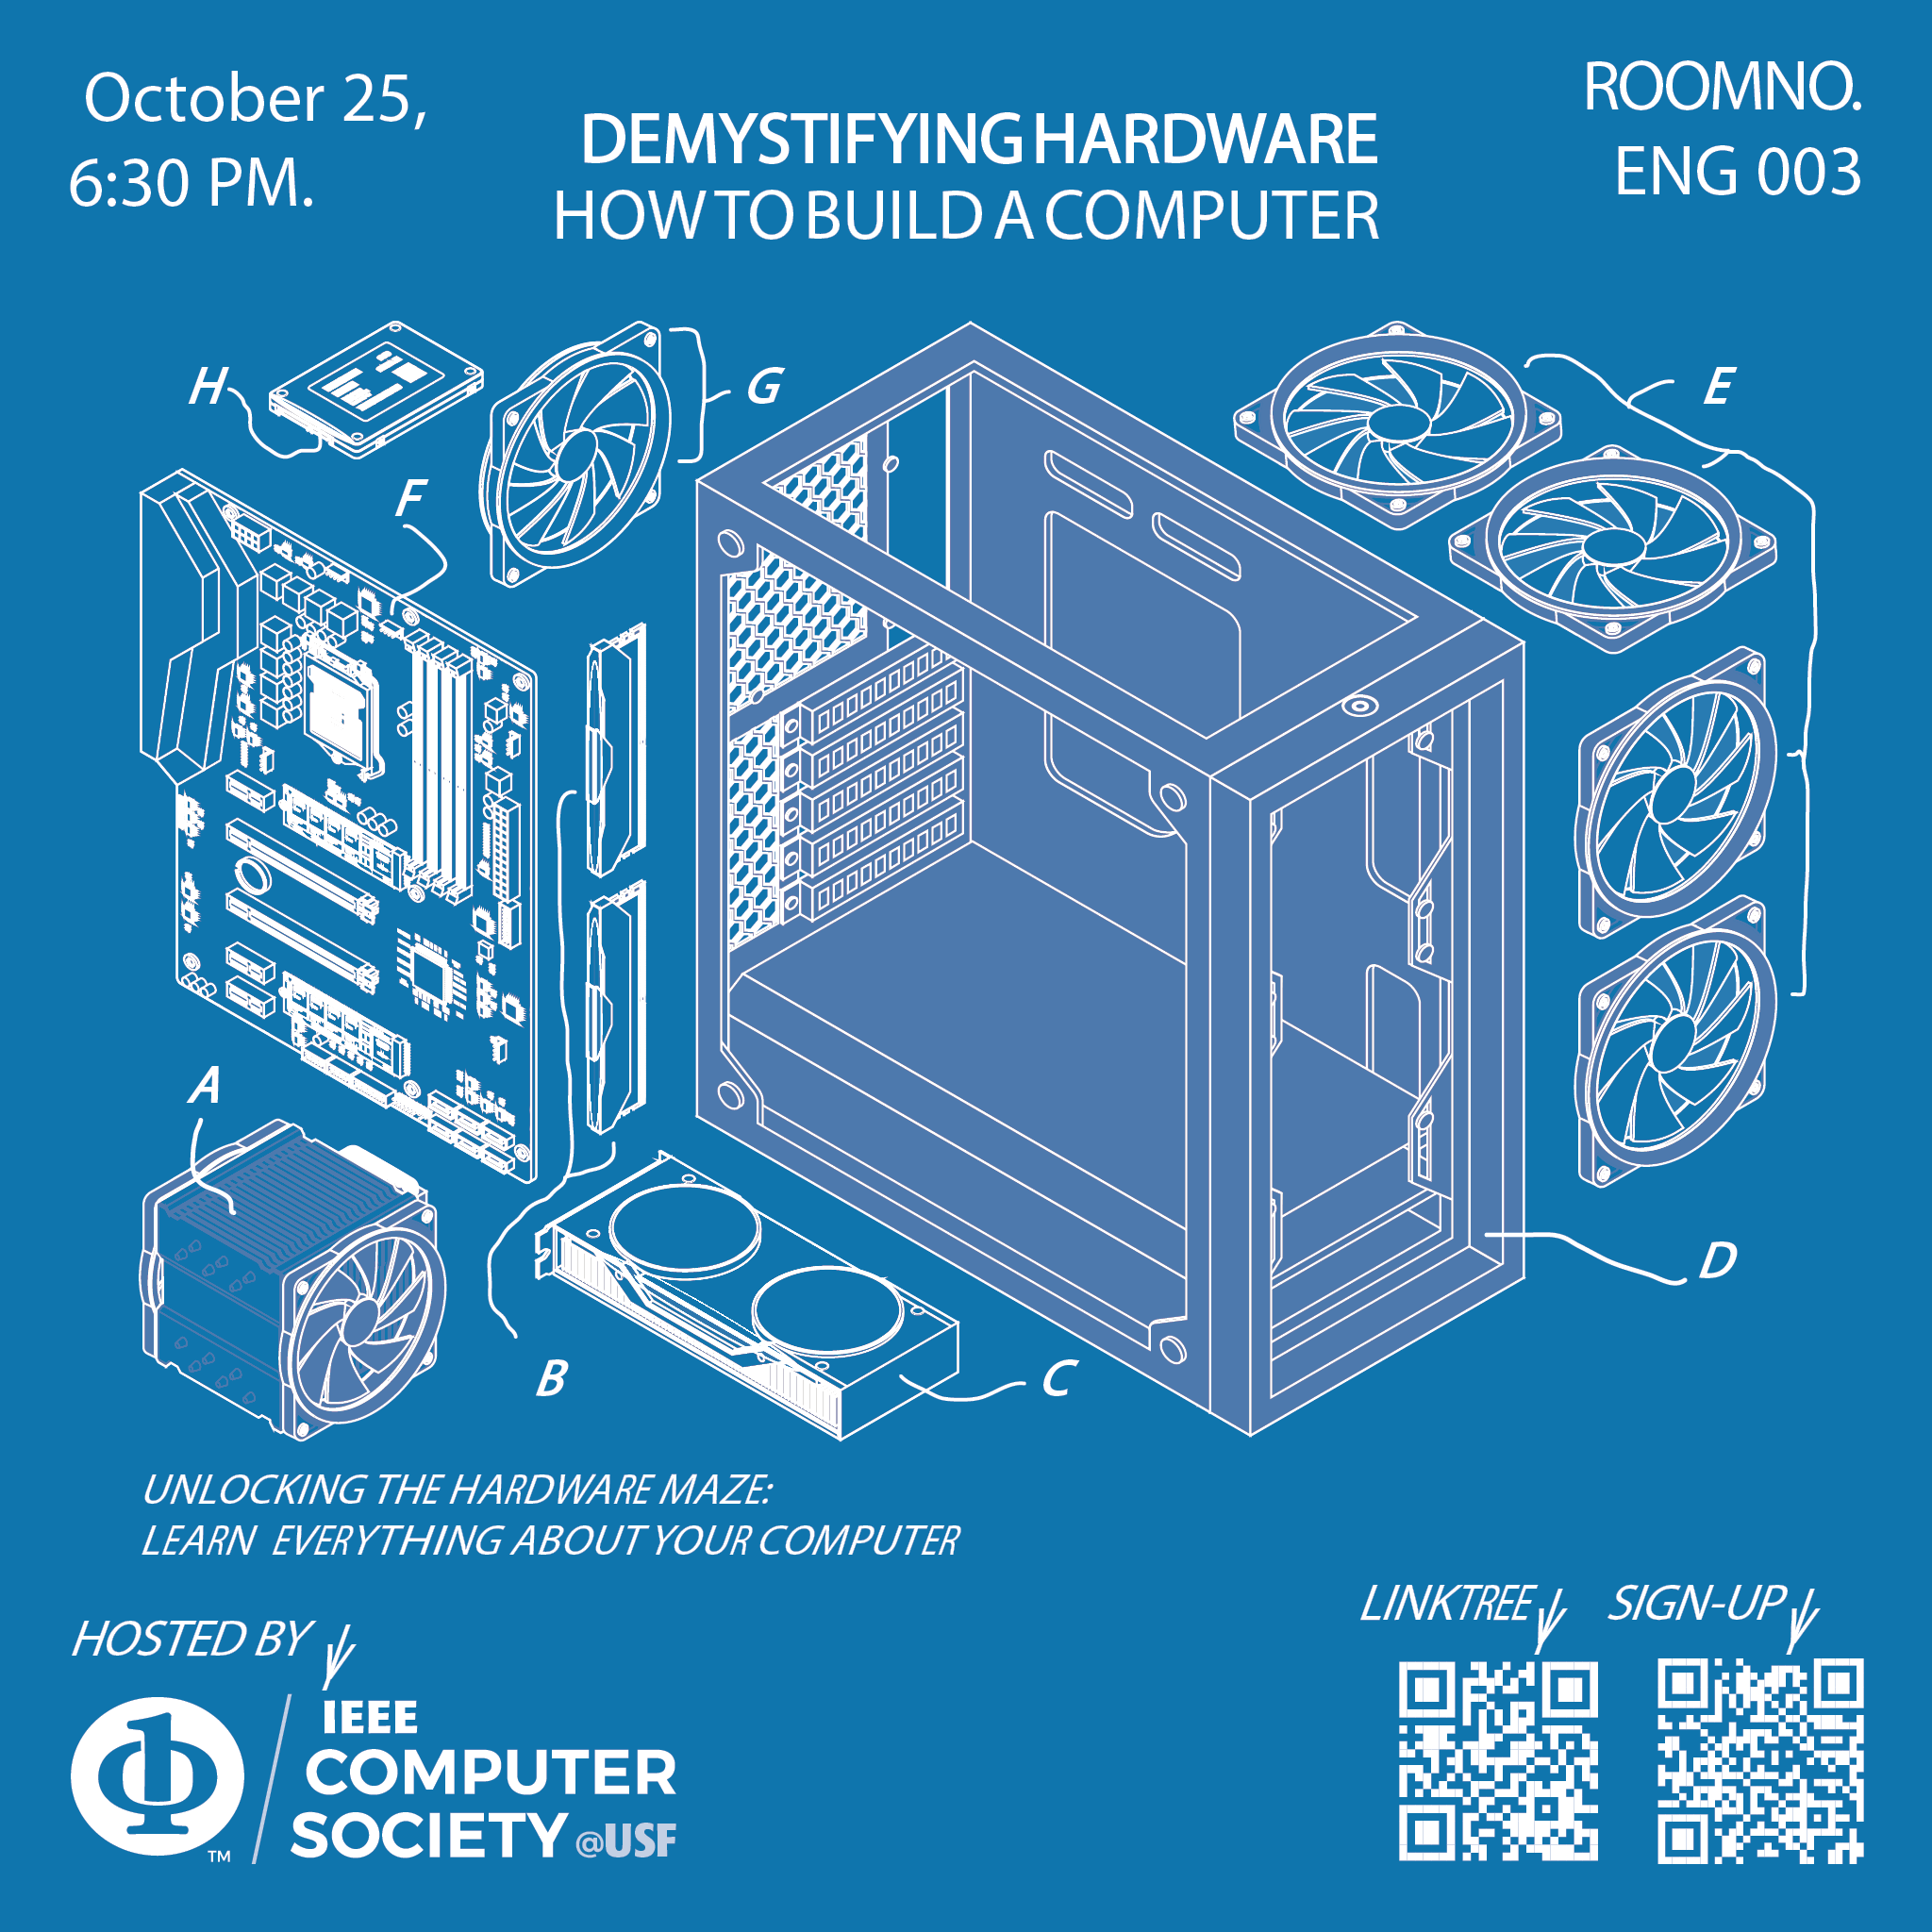 October 25,
6:30 PM.
DEMYSTIFYING HARDWARE
HOW TO BUILD A COMPUTER
ROOMNO.
ENG 003
H
G
E
F
A
D
B
C
UNLOCKING THE HARDWARE MAZE:
LEARN EVERYTHING ABOUT YOUR COMPUTER
LINKTREE
SIGN-UP
HOSTED BY
IEEE
COMPUTER
SOCIETY @USF
TM